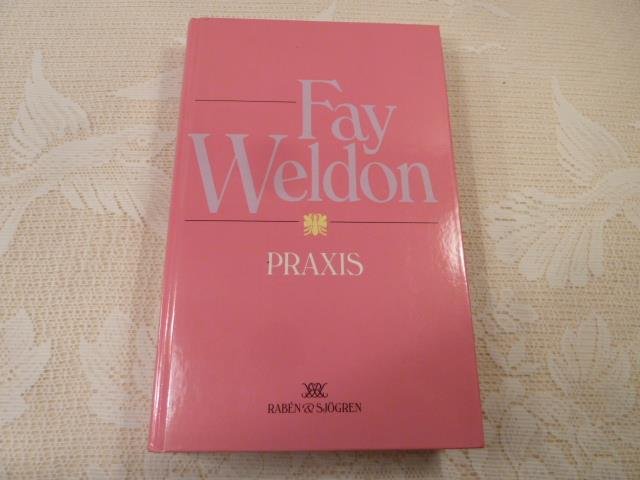 Fay
Weldon
PRAXIS
RABÉN & SJÖGREN